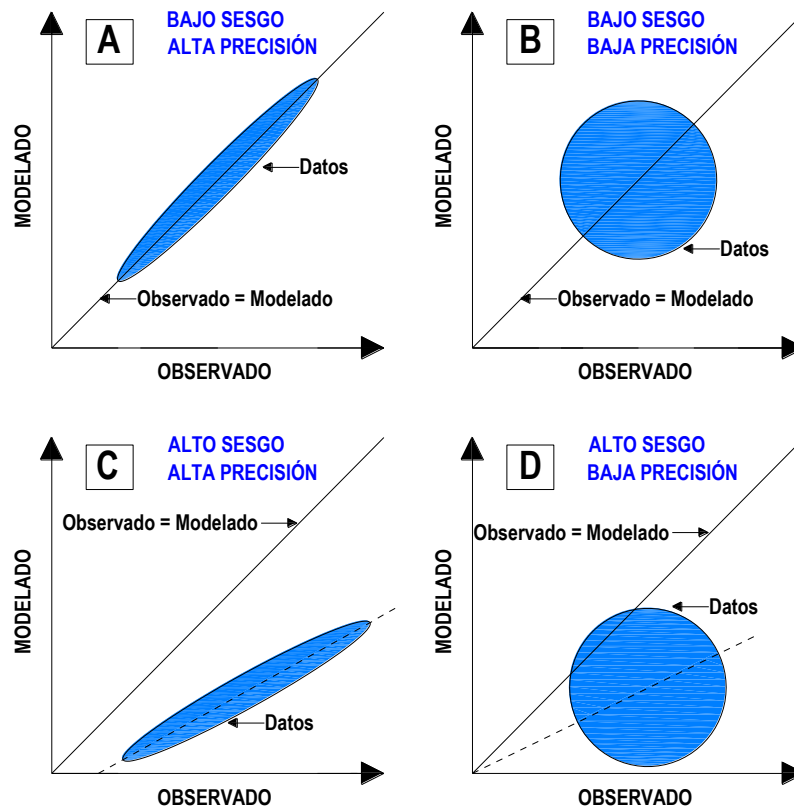 A
BAJO SESGO
ALTA PRECISIÓN
MODELADO
Datos
Observado = Modelado
OBSERVADO
B
BAJO SESGO
BAJA PRECISIÓN
MODELADO
Datos
Observado = Modelado
OBSERVADO
C
ALTO SESGO
ALTA PRECISIÓN
Observado = Modelado
MODELADO
Datos
OBSERVADO
D
ALTO SESGO
BAJA PRECISIÓN
Observado = Modelado
MODELADO
Datos
OBSERVADO